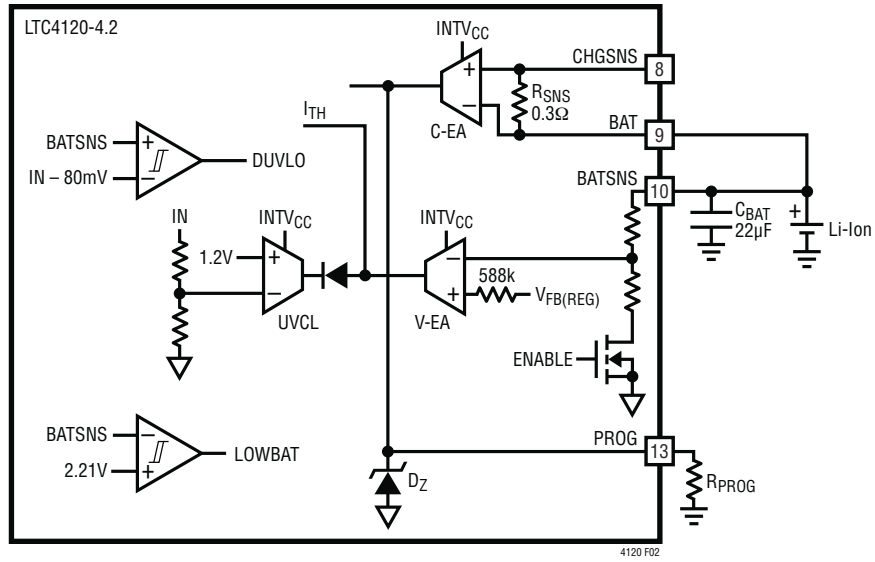 LTC4120-4.2
INTVCC
CHGSNS
8
+
RSNS
0.3Ω
–
C-EA
BAT
9
ITH
BATSNS
+
DUVLO
IN – 80mV
–
BATSNS
10
CBAT
22µF
+
Li-Ion
IN
INTVCC
INTVCC
1.2V
+
–
UVCL
–
588k
+
VFB(REG)
V-EA
ENABLE
BATSNS
–
LOWBAT
2.21V
+
PROG
13
DZ
RPROG
4120 F02